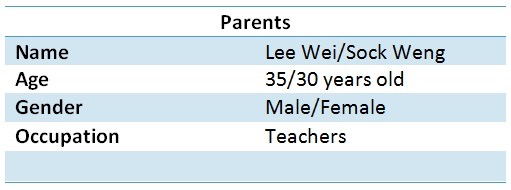 Parents
Name Lee Wei/Sock Weng
Age 35/30 years old
Gender Male/Female
Occupation Teachers